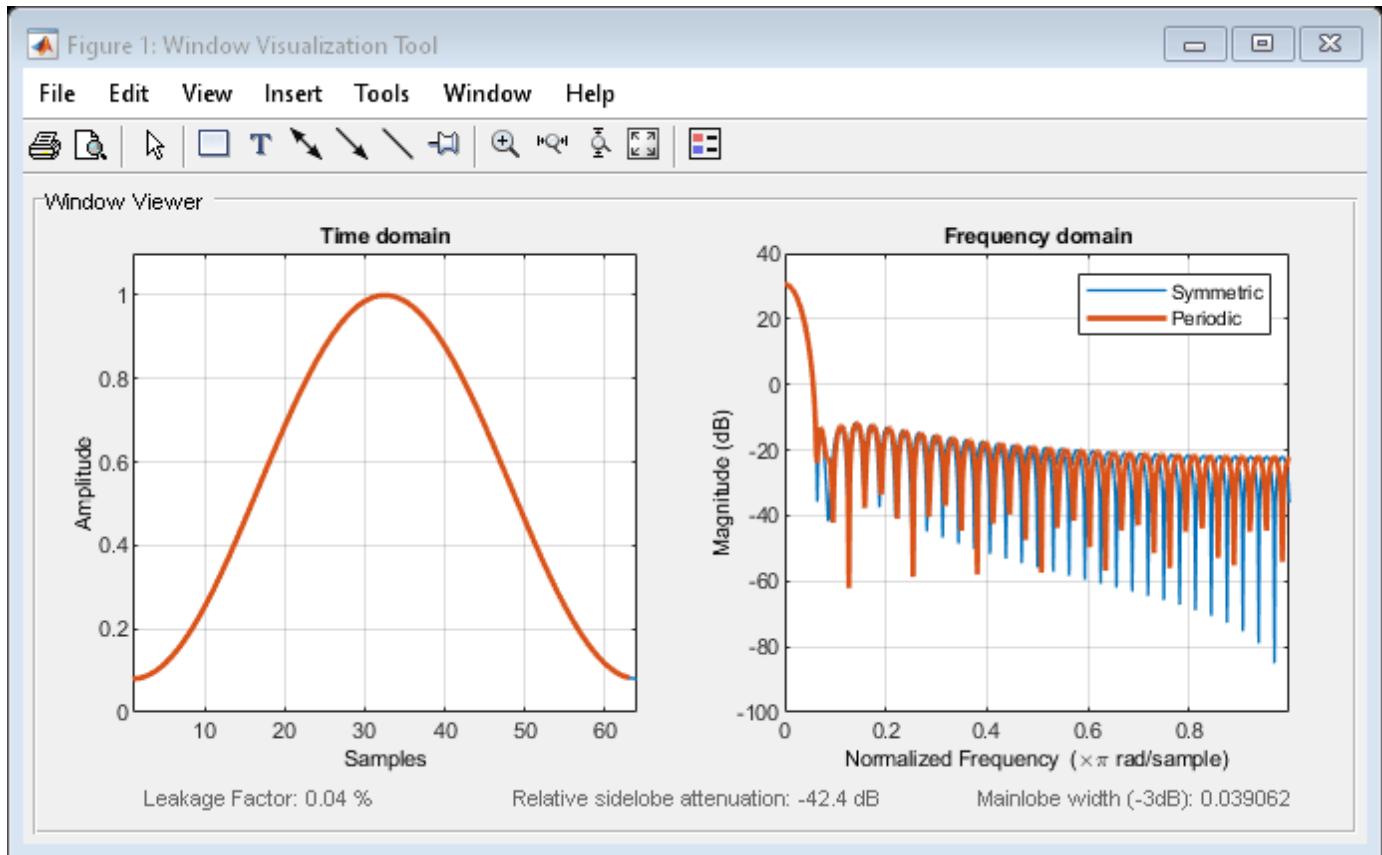 Figure 1: Window Visualization Tool
File Edit View Insert Tools Window Help
T
Window Viewer
Time domain
1
0.8
0.6
0.4
0.2
0
Amplitude
10 20 30 40 50 60
Samples
Frequency domain
40
20
0
-20
-40
-60
-80
-100
Magnitude (dB)
Symmetric
Periodic
0 0.2 0.4 0.6 0.8
Normalized Frequency (×π rad/sample)
Leakage Factor: 0.04 % Relative sidelobe attenuation: -42.4 dB Mainlobe width (-3dB): 0.039062